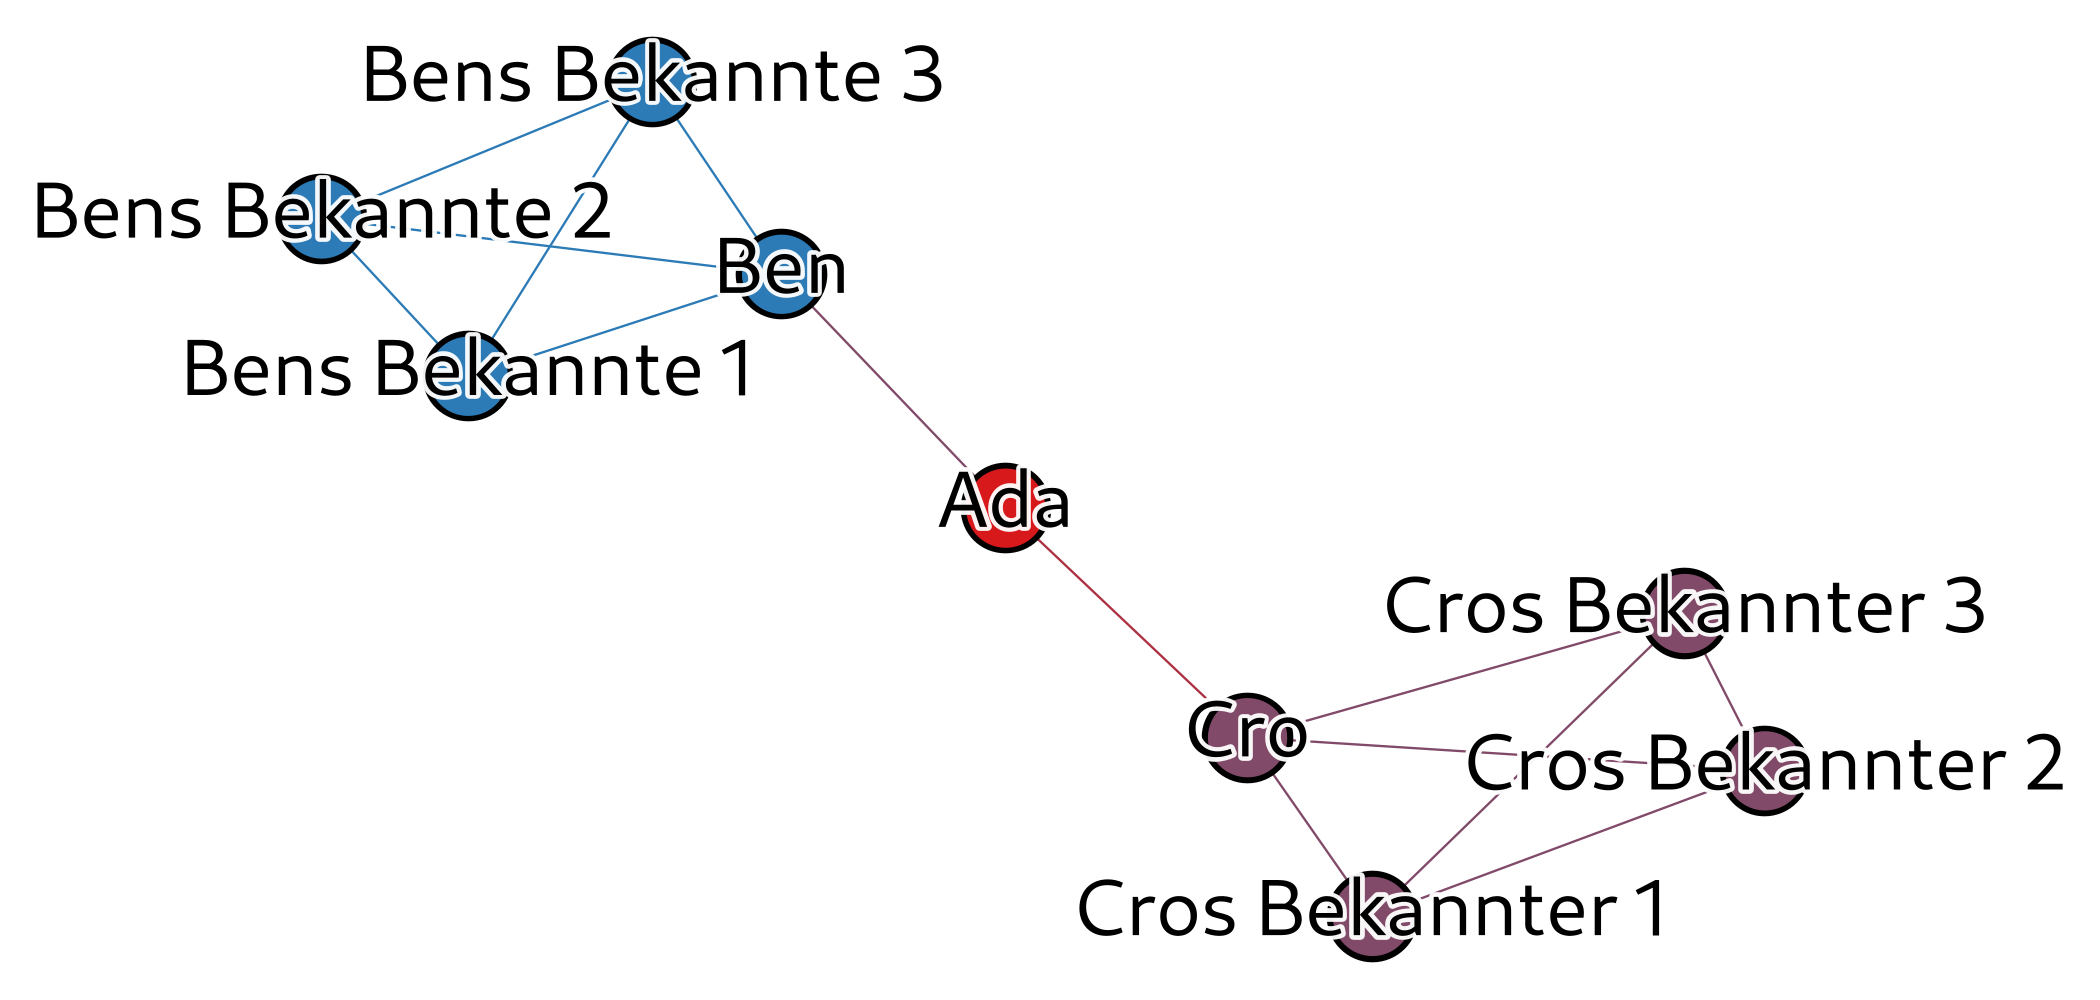 Bens Bekannte 3
Bens Bekannte 2
Ben
Bens Bekannte 1
Ada
Cros Bekannter 3
Cro
Cros Bekannter 2
Cros Bekannter 1